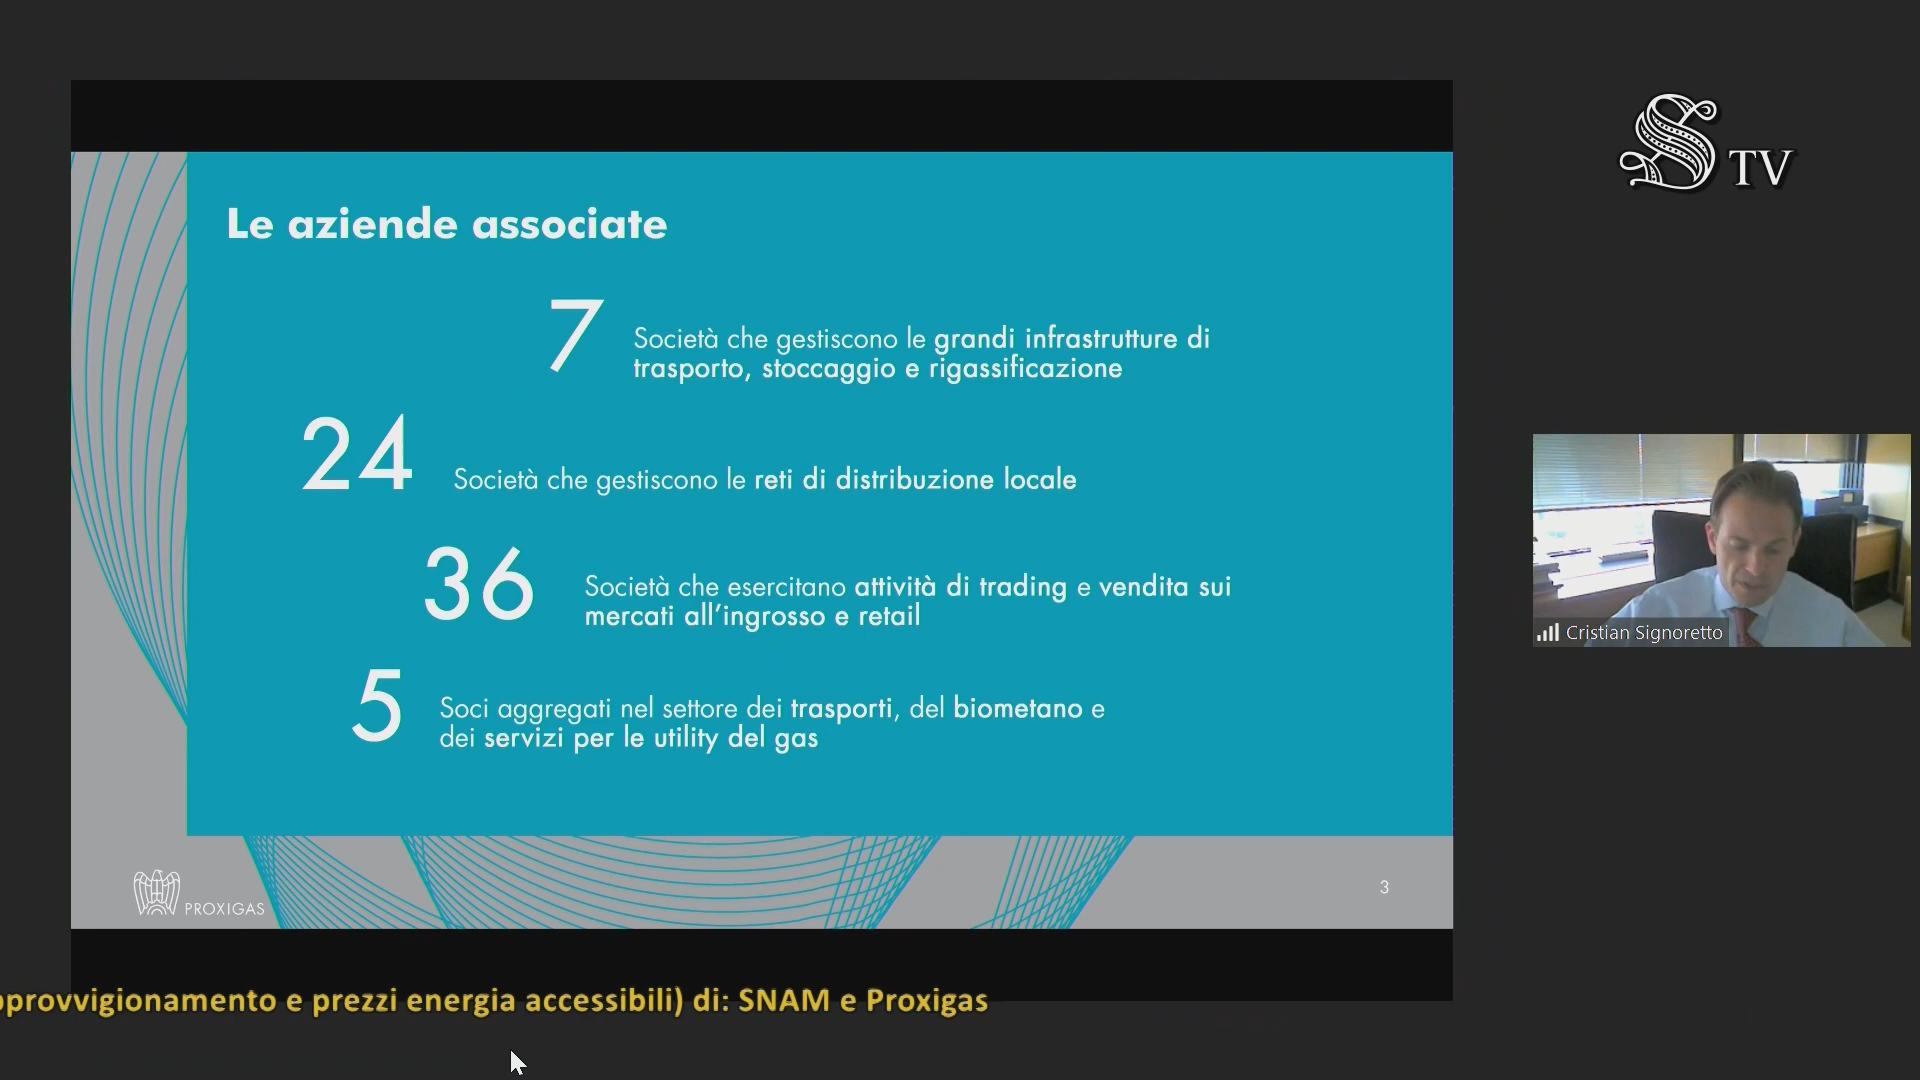 S TV
Le aziende associate
7
Società che gestiscono le grandi infrastrutture di
trasporto, stoccaggio e rigassificazione
24
Società che gestiscono le reti di distribuzione locale
36
Società che esercitano attività di trading e vendita sui
mercati all’ingrosso e retail
5
Soci aggregati nel settore dei trasporti, del biometano e
dei servizi per le utility del gas
PROXIGAS
3
Cristian Signoretto
pprovvigionamento e prezzi energia accessibili) di: SNAM e Proxigas